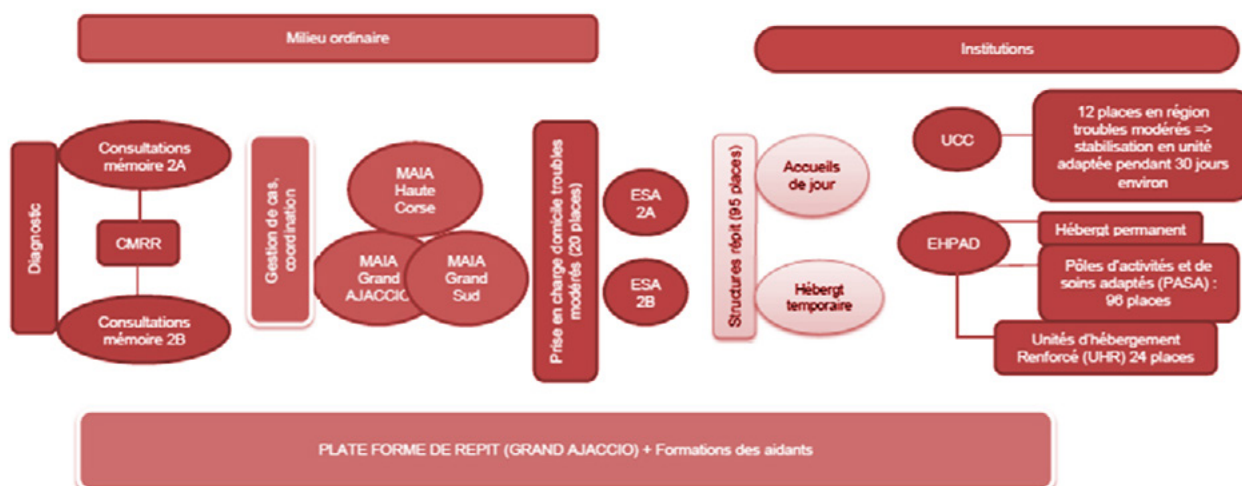 Milieu ordinaire
Institutions
Diagnostic
Consultations
mémoire 2A
CMRR
Consultations
mémoire 2B
Gestion de cas,
coordination
MAIA
Haute
Corse
MAIA
Grand
AJACCIO
MAIA
Grand
Sud
Prise en charge domicile troubles
modérés (20 places)
ESA
2A
ESA
2B
Structures répit (95 places)
Accueils
de jour
Hébergt
temporaire
UCC
12 places en région
troubles modérés =>
stabilisation en unité
adaptée pendant 30 jours
environ
EHPAD
Hébergt permanent
Pôles d'activités et de
soins adaptés (PASA) :
96 places
Unités d'hébergement
Renforcé (UHR) 24 places
PLATE FORME DE REPIT (GRAND AJACCIO) + Formations des aidants